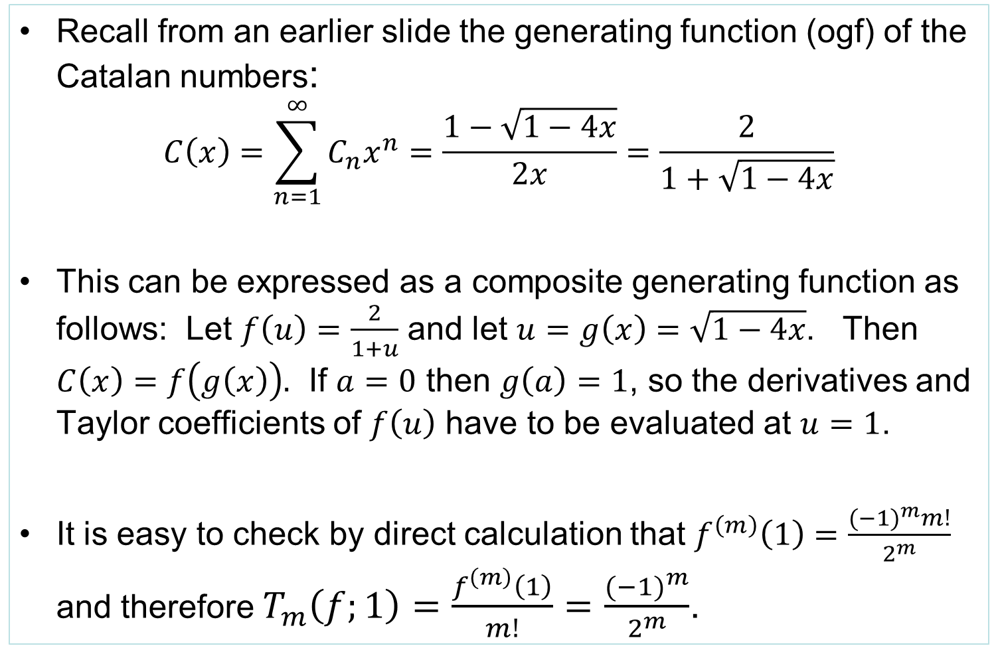 • Recall from an earlier slide the generating function (ogf) of the
Catalan numbers:
$C(x) = \sum_{n=1}^{\infty} C_n x^n = \frac{1 - \sqrt{1 - 4x}}{2x} = \frac{2}{1 + \sqrt{1 - 4x}}$
• This can be expressed as a composite generating function as
follows: Let $f(u) = \frac{2}{1+u}$ and let $u = g(x) = \sqrt{1 - 4x}$. Then
$C(x) = f(g(x))$. If $a = 0$ then $g(a) = 1$, so the derivatives and
Taylor coefficients of $f(u)$ have to be evaluated at $u = 1$.
• It is easy to check by direct calculation that $f^{(m)}(1) = \frac{(-1)^m m!}{2^m}$
and therefore $T_m(f; 1) = \frac{f^{(m)}(1)}{m!} = \frac{(-1)^m}{2^m}$.